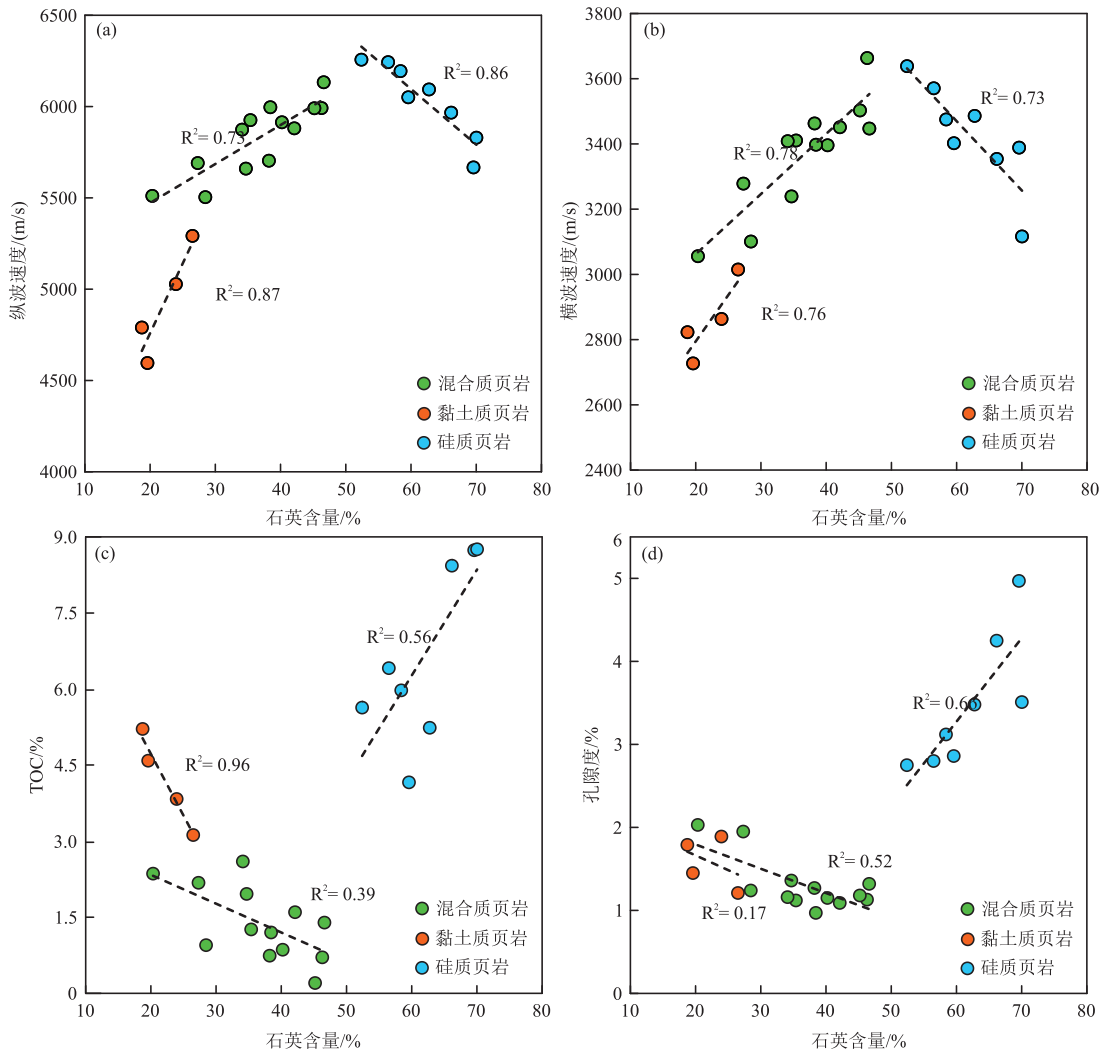 (a)
6500
6000
5500
5000
4500
4000
纵波速度/(m/s)
R²= 0.73
R²= 0.86
R²= 0.87
混合质页岩
黏土质页岩
硅质页岩
10 20 30 40 50 60 70 80
石英含量/%
(b)
3800
3600
3400
3200
3000
2800
2600
2400
横波速度/(m/s)
R²= 0.78
R²= 0.73
R²= 0.76
混合质页岩
黏土质页岩
硅质页岩
10 20 30 40 50 60 70 80
石英含量/%
(c)
9.0
7.5
6.0
4.5
3.0
1.5
0
TOC/%
R²= 0.56
R²= 0.96
R²= 0.39
混合质页岩
黏土质页岩
硅质页岩
10 20 30 40 50 60 70 80
石英含量/%
(d)
6
5
4
3
2
1
0
孔隙度/%
R²= 0.52
R²= 0.17
混合质页岩
黏土质页岩
硅质页岩
10 20 30 40 50 60 70 80
石英含量/%